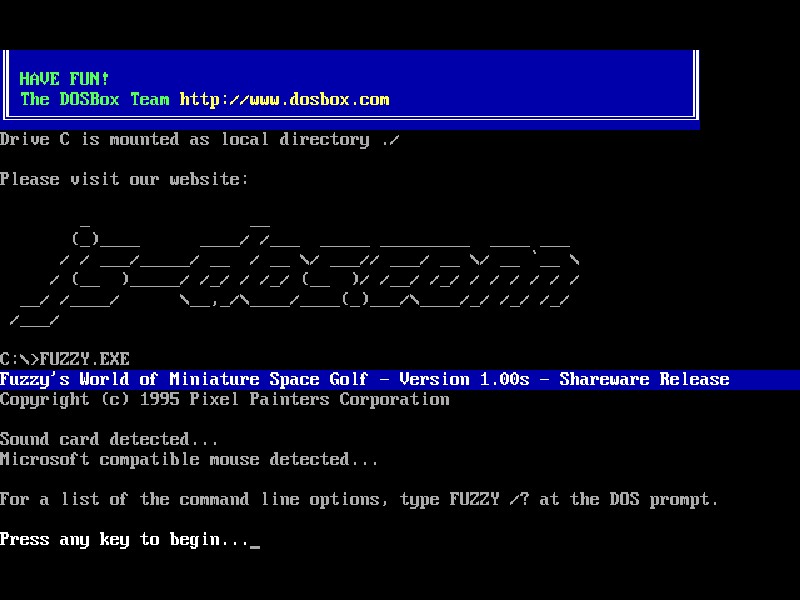 HAVE FUN!
The DOSBox Team http://www.dosbox.com
Drive C is mounted as local directory ./
Please visit our website:
js-dos.com
C:\>FUZZY.EXE
Fuzzy's World of Miniature Space Golf - Version 1.00s - Shareware Release
Copyright (c) 1995 Pixel Painters Corporation
Sound card detected...
Microsoft compatible mouse detected...
For a list of the command line options, type FUZZY /? at the DOS prompt.
Press any key to begin..._